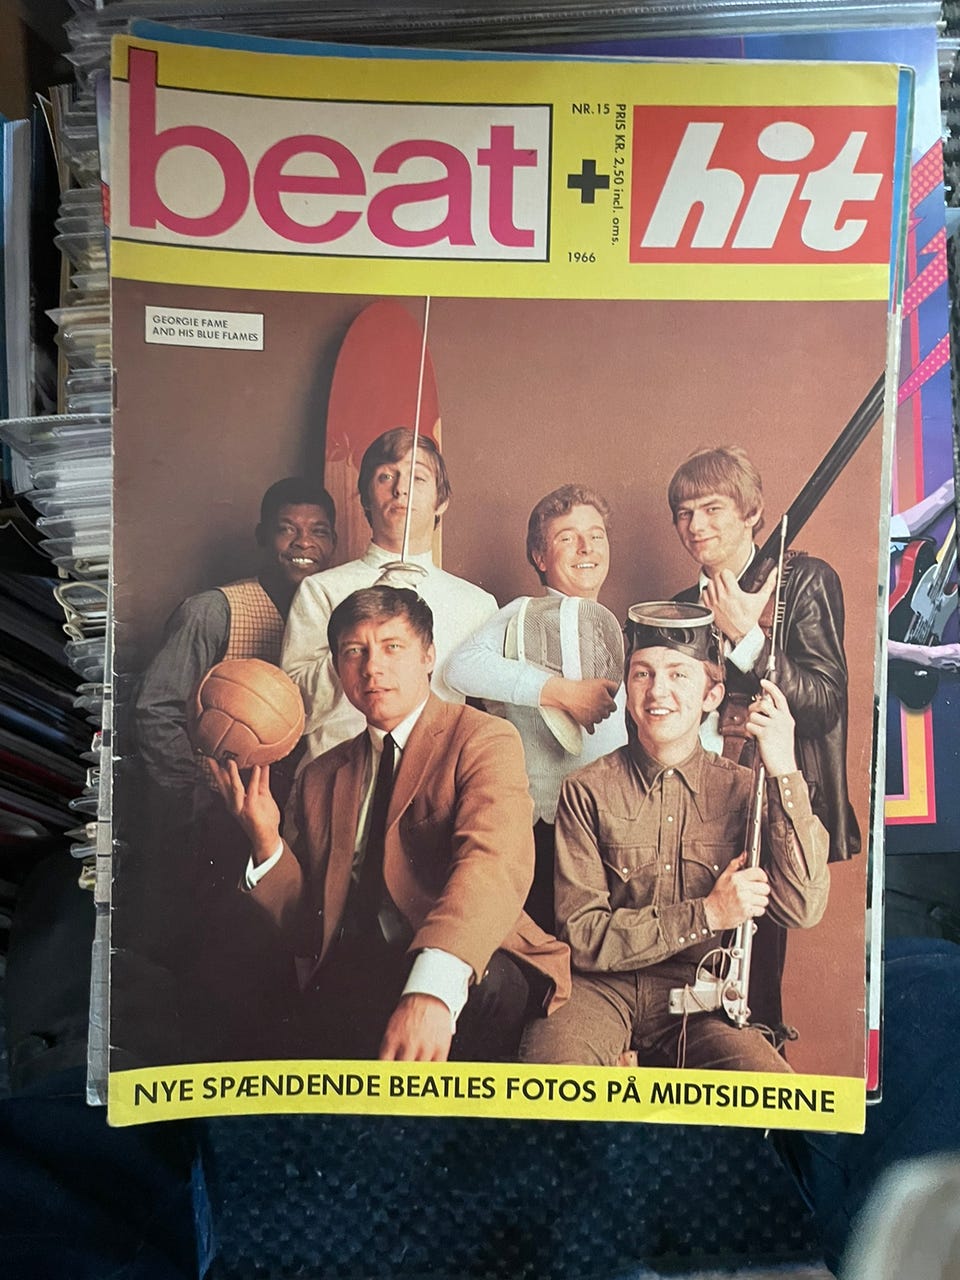 beat
NR. 15
+
1966
PRIS KR. 2,50 incl. oms.
hit
GEORGIE FAME
AND HIS BLUE FLAMES
NYE SPÆNDENDE BEATLES FOTOS PÅ MIDTSIDERNE